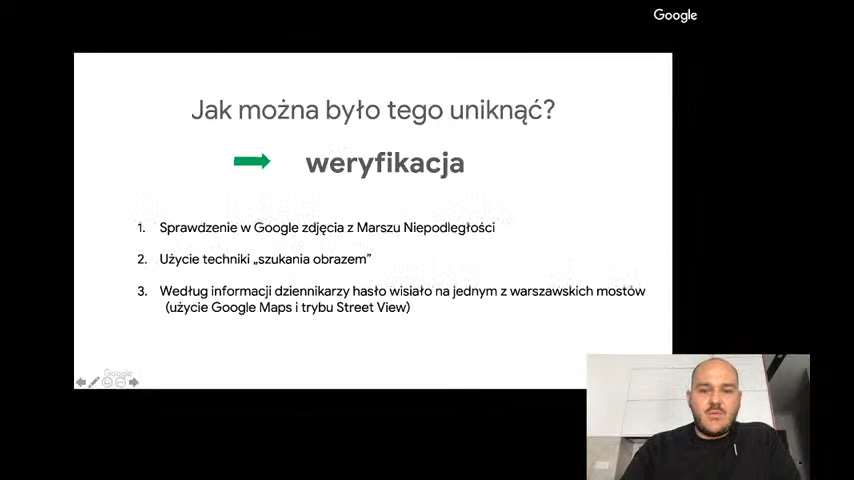 Google
Jak można było tego uniknąć?
weryfikacja
1. Sprawdzenie w Google zdjęcia z Marszu Niepodległości
2. Użycie techniki „szukania obrazem”
3. Według informacji dziennikarzy hasło wisiało na jednym z warszawskich mostów
(użycie Google Maps i trybu Street View)
Google